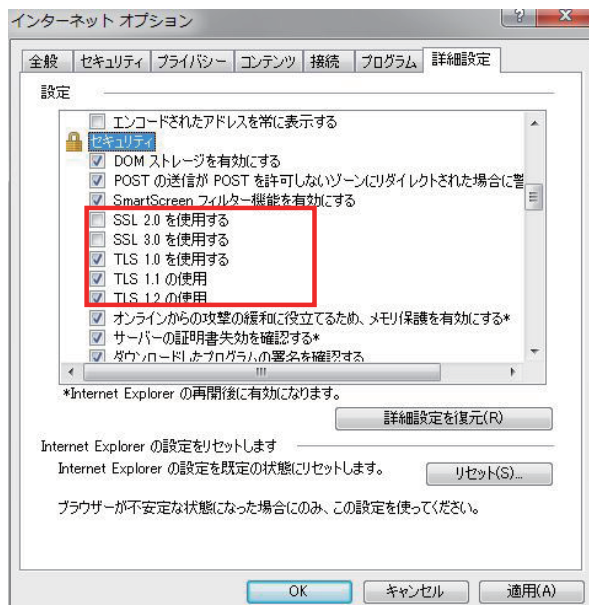 インターネット オプション
全般
セキュリティ
プライバシー
コンテンツ
接続
プログラム
詳細設定
設定
エンコードされたアドレスを常に表示する
セキュリティ
DOM ストレージを有効にする
POST の送信が POST を許可しないゾーンにリダイレクトされた場合に警
SmartScreen フィルター機能を有効にする
SSL 2.0 を使用する
SSL 3.0 を使用する
TLS 1.0 を使用する
TLS 1.1 の使用
TLS 1.2 の使用
オンラインからの攻撃の緩和に役立てるため、メモリ保護を有効にする*
サーバーの証明書失効を確認する*
ダウンロードしたプログラムの署名を確認する
*Internet Explorer の再開後に有効になります。
詳細設定を復元(R)
Internet Explorer の設定をリセットします
Internet Explorer の設定を既定の状態にリセットします。
リセット(S)...
ブラウザーが不安定な状態になった場合にのみ、この設定を使ってください。
OK
キャンセル
適用(A)